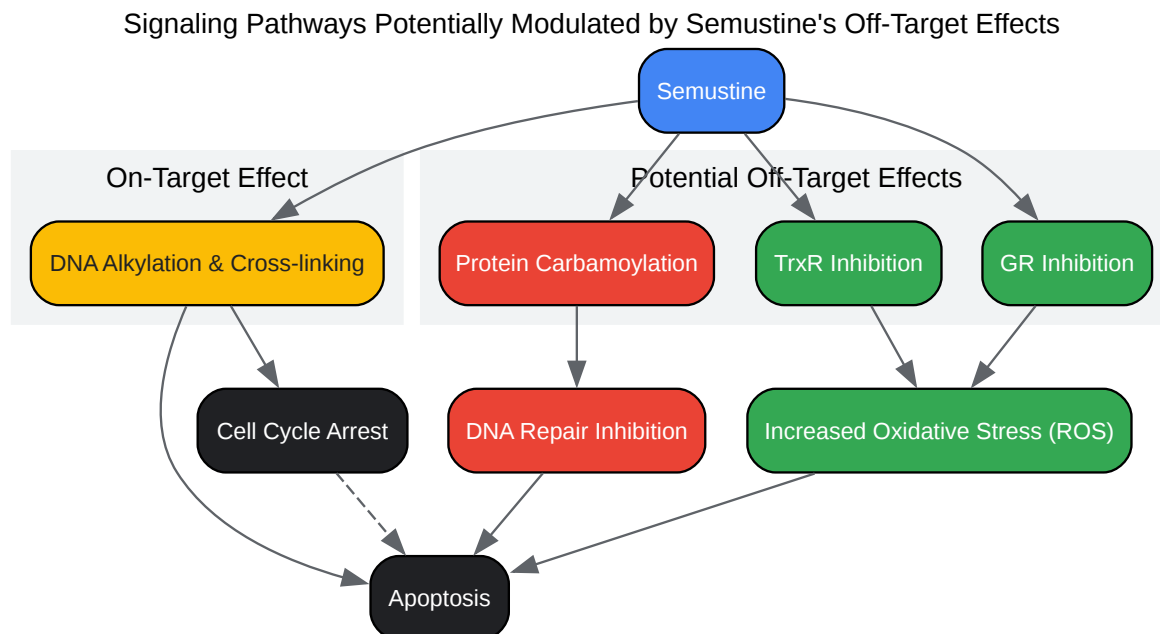 Signaling Pathways Potentially Modulated by Semustine's Off-Target Effects
Semustine
On-Target Effect
Potential Off-Target Effects
DNA Alkylation & Cross-linking
Protein Carbamoylation
TrxR Inhibition
GR Inhibition
Cell Cycle Arrest
DNA Repair Inhibition
Increased Oxidative Stress (ROS)
Apoptosis